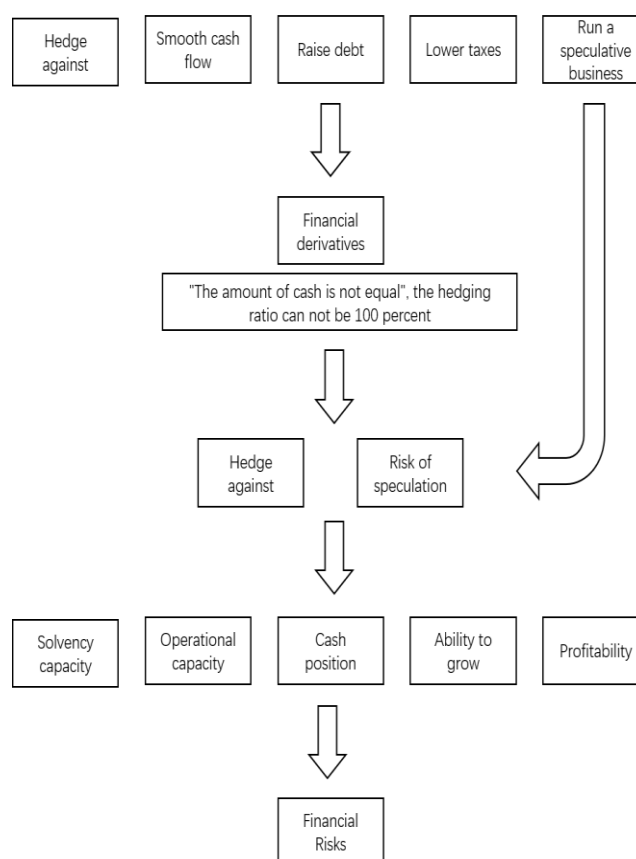 Hedge
against
Smooth cash
flow
Raise debt
Lower taxes
Run a
speculative
business
Financial
derivatives
"The amount of cash is not equal", the hedging
ratio can not be 100 percent
Hedge
against
Risk of
speculation
Solvency
capacity
Operational
capacity
Cash
position
Ability to
grow
Profitability
Financial
Risks